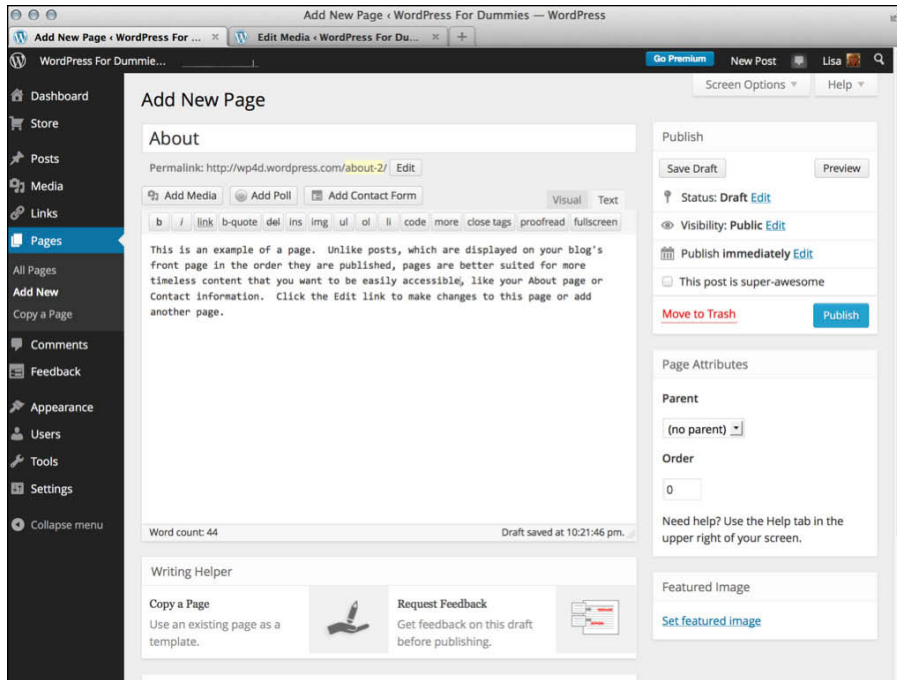 Add New Page ‹ WordPress For Dummies — WordPress
Add New Page ‹ WordPress For ... ×
Edit Media ‹ WordPress For Du... ×
+
WordPress For Dummie...
Go Premium
New Post
Lisa
Screen Options
Help
Dashboard
Store
Posts
Media
Links
Pages
All Pages
Add New
Copy a Page
Comments
Feedback
Appearance
Users
Tools
Settings
Collapse menu
Add New Page
About
Permalink: http://wp4d.wordpress.com/about-2/ Edit
Add Media
Add Poll
Add Contact Form
Visual
Text
b i link b-quote del ins img ul ol li code more close tags proofread fullscreen
This is an example of a page. Unlike posts, which are displayed on your blog's
front page in the order they are published, pages are better suited for more
timeless content that you want to be easily accessible, like your About page or
Contact information. Click the Edit link to make changes to this page or add
another page.
Word count: 44
Draft saved at 10:21:46 pm.
Writing Helper
Copy a Page
Use an existing page as a
template.
Request Feedback
Get feedback on this draft
before publishing.
Publish
Save Draft
Preview
Status: Draft Edit
Visibility: Public Edit
Publish immediately Edit
This post is super-awesome
Move to Trash
Publish
Page Attributes
Parent
(no parent)
Order
0
Need help? Use the Help tab in the
upper right of your screen.
Featured Image
Set featured image